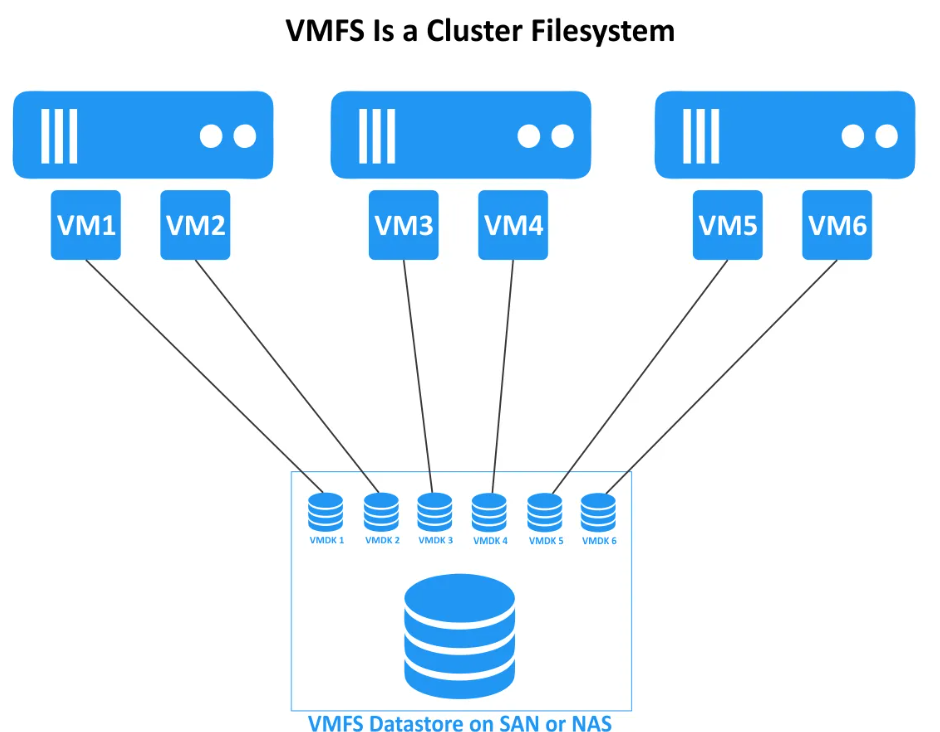 VMFS Is a Cluster Filesystem
VM1 VM2 VM3 VM4 VM5 VM6
VMDK 1 VMDK 2 VMDK 3 VMDK 4 VMDK 5 VMDK 6
VMFS Datastore on SAN or NAS